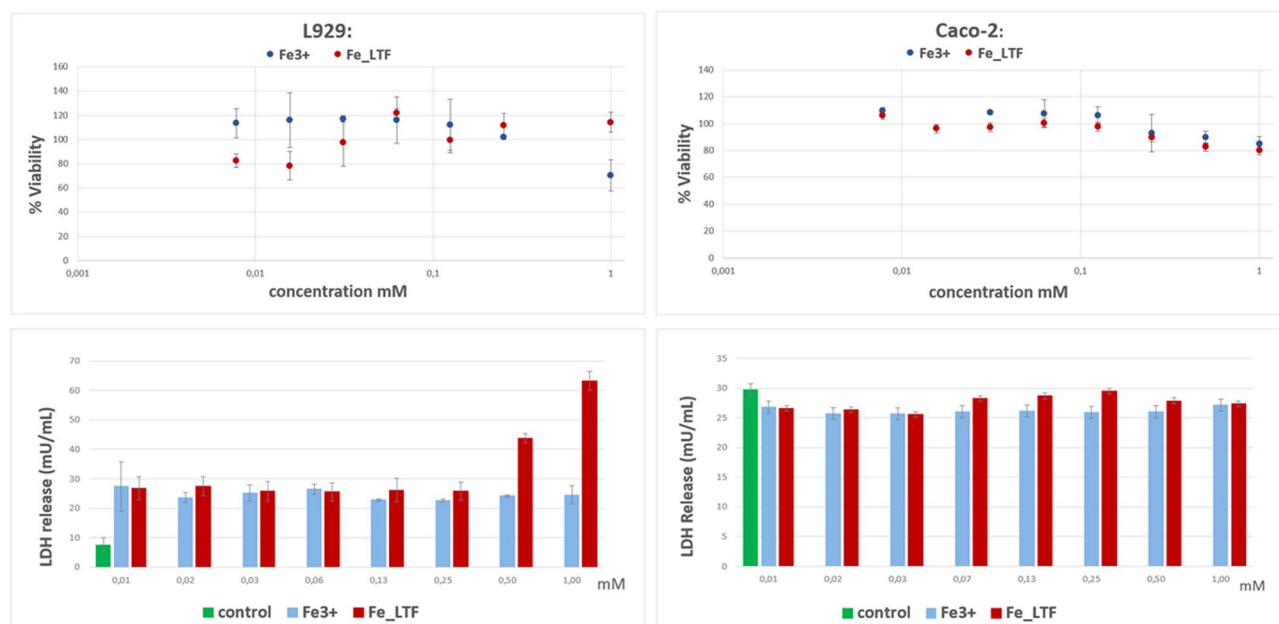 L929:
Fe3+ Fe_LTF
160
140
120
100
80
60
40
20
0
% Viability
0,001 0,01 0,1 1
concentration mM
Caco-2:
Fe3+ Fe_LTF
140
120
100
80
60
40
20
0
% Viability
0,001 0,01 0,1 1
concentration mM
70
60
50
40
30
20
10
0
LDH release (mU/mL)
0,01 0,02 0,03 0,06 0,13 0,25 0,50 1,00 mM
control Fe3+ Fe_LTF
35
30
25
20
15
10
5
0
LDH Release (mU/mL)
0,01 0,02 0,03 0,07 0,13 0,25 0,50 1,00 mM
control Fe3+ Fe_LTF